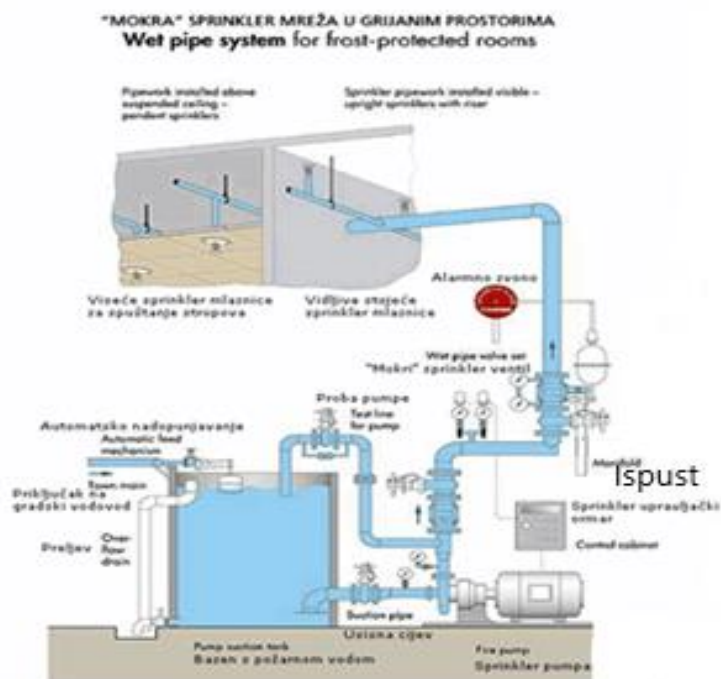 "MOKRA" SPRINKLER MREŽA U GRIJANIM PROSTORIMA
Wet pipe system for frost-protected rooms
Pipework installed above
suspended ceiling –
pendent sprinklers
Sprinkler pipework installed visible –
upright sprinklers with riser
Viseće sprinkler mlaznice
za spuštanje stropova
Vidljive stojeće
sprinkler mlaznice
Alarmno zvono
Wet pipe valve set
"Mokri" sprinkler ventil
Proba pumpe
Test line
for pump
Automatsko nadopunjavanje
Automatic feed
mechanism
Town main
Priključak na
gradski vodovod
Preljev
Over-
flow
drain
Manifold
Ispust
Sprinkler upravljački
ormar
Control cabinet
Suction pipe
Usisna cijev
Pump suction tank
Bazen s požarnom vodom
Fire pump
Sprinkler pumpa